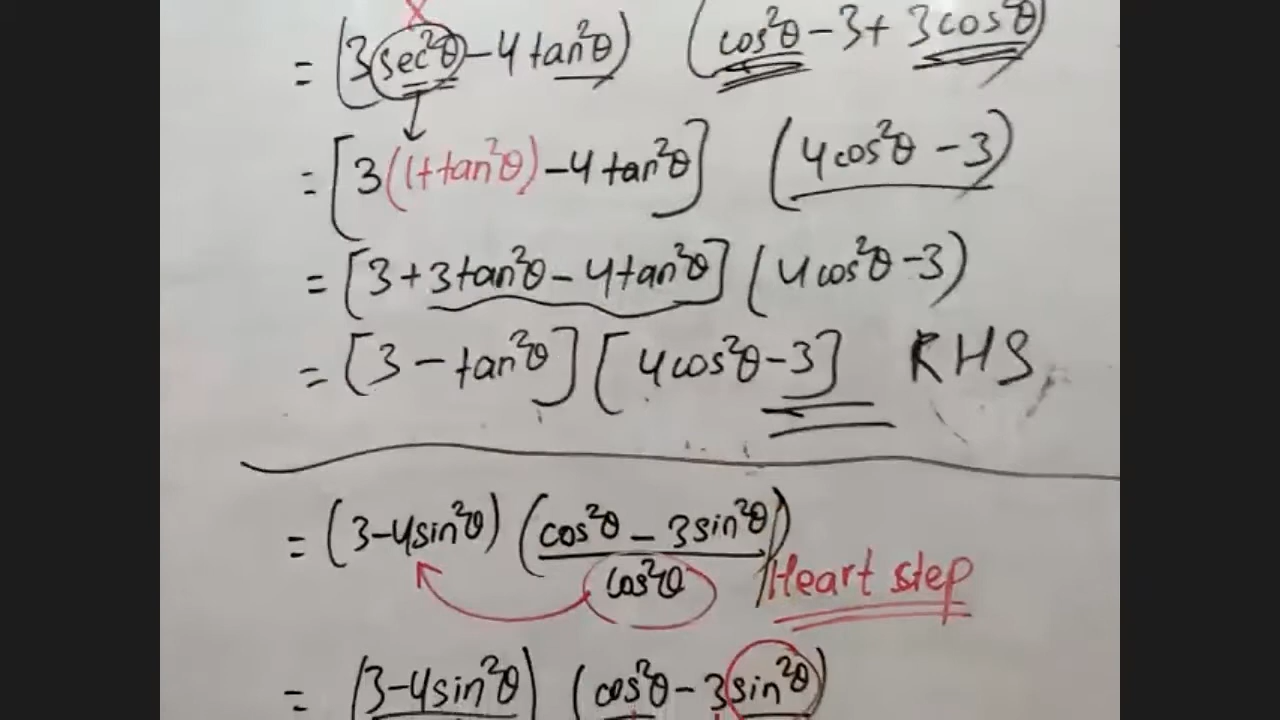 = (3sec²θ-4tan²θ) (cos²θ-3+3cos²θ)
= [3(1+tan²θ)-4tan²θ] (4cos²θ-3)
= [3+3tan²θ-4tan²θ] (4cos²θ-3)
= [3-tan²θ] [4cos²θ-3] RHS
= (3-4sin²θ) (cos²θ-3sin²θ)
cos²θ Heart step
= (3-4sin²θ) (cos²θ-3sin²θ)